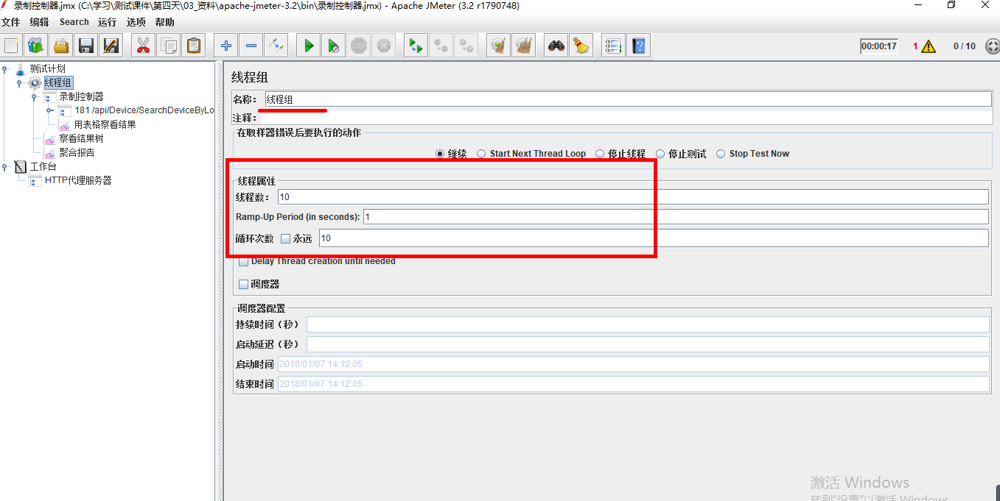 录制控制器.jmx (C:\学习\测试课件\第四天\03_资料\apache-jmeter-3.2\bin\录制控制器.jmx) - Apache JMeter (3.2 r1790748)
文件 编辑 Search 运行 选项 帮助
STOP 00:00:17 1 0 / 10
测试计划
线程组
录制控制器
181 /api/Device/SearchDeviceByLo
用表格察看结果
察看结果树
聚合报告
工作台
HTTP代理服务器
线程组
名称： 线程组
注释：
在取样器错误后要执行的动作
继续 Start Next Thread Loop 停止线程 停止测试 Stop Test Now
线程属性
线程数： 10
Ramp-Up Period (in seconds): 1
循环次数 永远 10
Delay Thread creation until needed
调度器
调度器配置
持续时间（秒）
启动延迟（秒）
启动时间 2018/01/07 14:12:05
结束时间 2018/01/07 14:12:05
激活 Windows
转到“设置”以激活 Windows